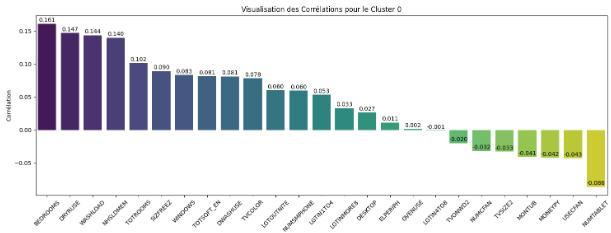 Visualisation des Corrélations pour le Cluster 0
Corrélation
0.15
0.10
0.05
0.00
−0.05
0.161
0.147
0.144
0.140
0.102
0.090
0.083
0.081
0.081
0.078
0.060
0.060
0.053
0.033
0.027
0.011
0.002
-0.001
-0.020
-0.032
-0.033
-0.041
-0.042
-0.043
-0.086
BEDROOMS
DRYRUSE
WASHLOAD
NHSLDMEM
TOTROOMS
SIZFREEZ
WINDOWS
TOTSQFT_EN
DWASHUSE
TVCOLOR
LGTOUTNITE
NUMSMPHONE
LGTIN1TO4
LGTINMORE8
DESKTOP
ELPERIPH
OVENUSE
LGTIN4TO8
TVONWD2
NUMCFAN
TVSIZE2
MONTUB
MONEYPY
USECFAN
NUMTABLET